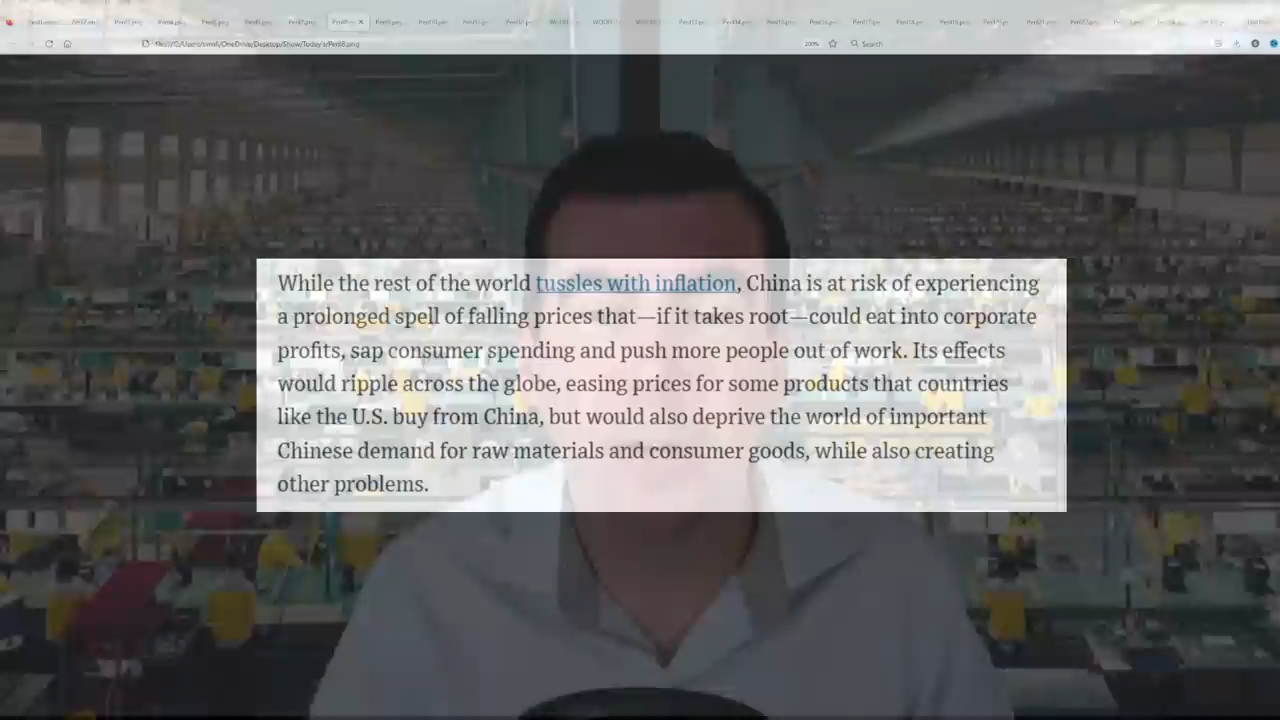 200%
Search
While the rest of the world tussles with inflation, China is at risk of experiencing
a prolonged spell of falling prices that—if it takes root—could eat into corporate
profits, sap consumer spending and push more people out of work. Its effects
would ripple across the globe, easing prices for some products that countries
like the U.S. buy from China, but would also deprive the world of important
Chinese demand for raw materials and consumer goods, while also creating
other problems.